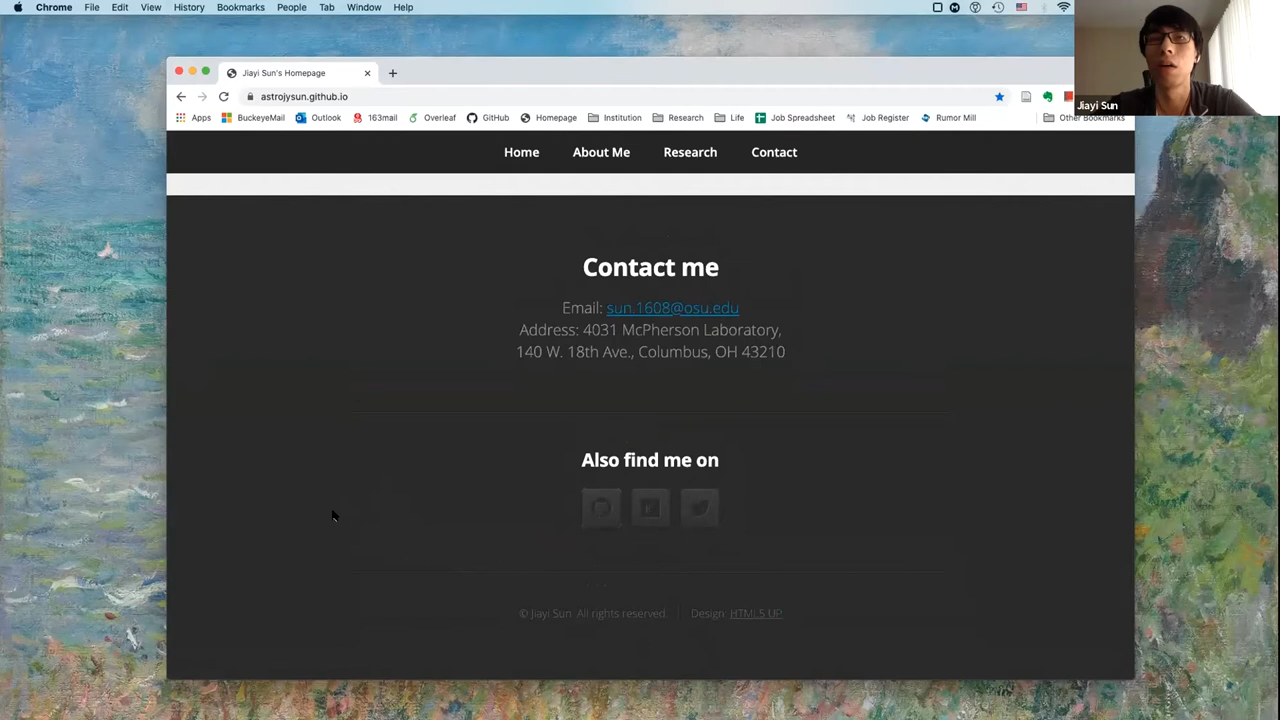 Chrome File Edit View History Bookmarks People Tab Window Help
Jiayi Sun's Homepage
astrojysun.github.io
Jiayi Sun
Apps BuckeyeMail Outlook 163mail Overleaf GitHub Homepage Institution Research Life Job Spreadsheet Job Register Rumor Mill Other Bookmarks
Home About Me Research Contact
Contact me
Email: sun.1608@osu.edu
Address: 4031 McPherson Laboratory,
140 W. 18th Ave., Columbus, OH 43210
Also find me on
K
© Jiayi Sun. All rights reserved. Design: HTML5 UP